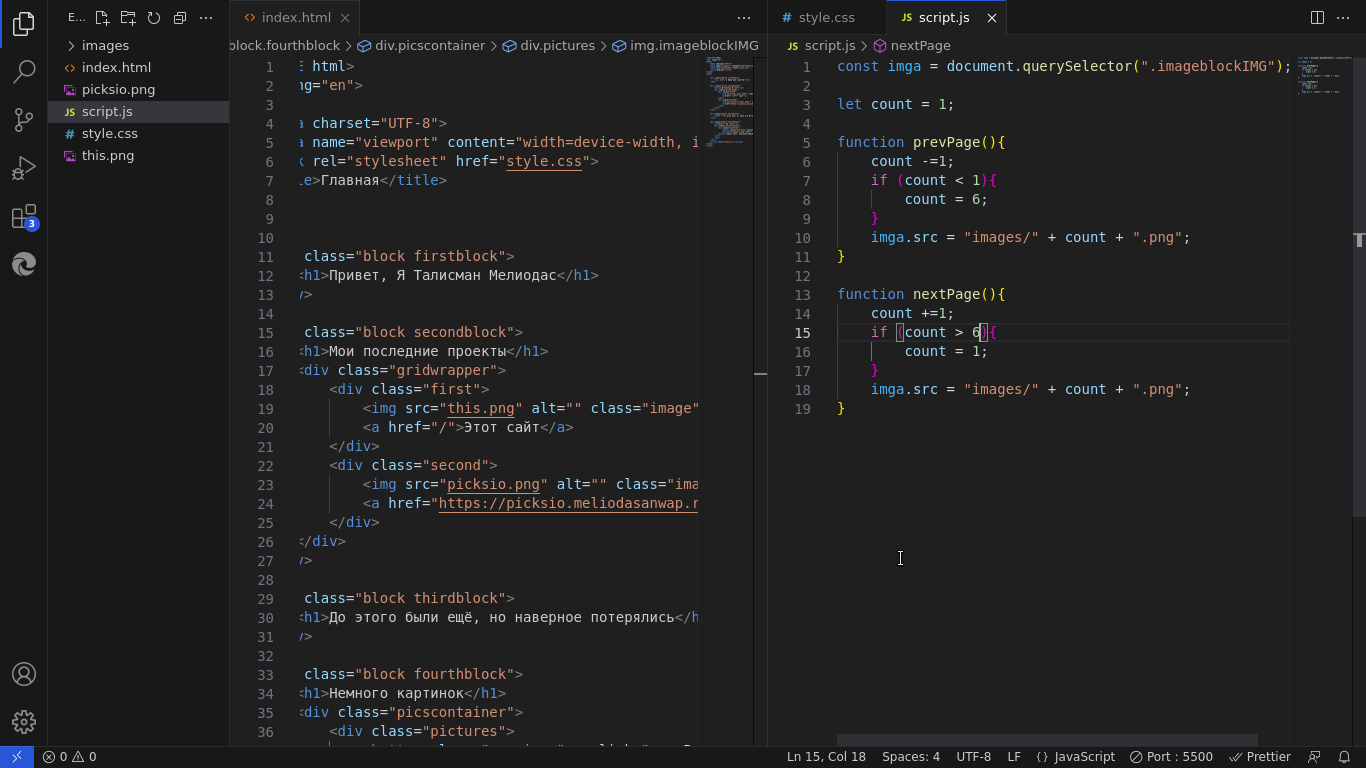 E...
images
index.html
picksio.png
script.js
style.css
this.png
3
index.html
block.fourthblock > div.picscontainer > div.pictures > img.imageblockIMG
1 E html>
2 ng="en">
3
4 a charset="UTF-8">
5 a name="viewport" content="width=device-width, i
6 k rel="stylesheet" href="style.css">
7 le>Главная</title>
8
9
10
11 class="block firstblock">
12 <h1>Привет, Я Талисман Мелиодас</h1>
13 />
14
15 class="block secondblock">
16 <h1>Мои последние проекты</h1>
17 <div class="gridwrapper">
18 <div class="first">
19 <img src="this.png" alt="" class="image"
20 <a href="/">Этот сайт</a>
21 </div>
22 <div class="second">
23 <img src="picksio.png" alt="" class="ima
24 <a href="https://picksio.meliodasanwap.r
25 </div>
26 </div>
27 />
28
29 class="block thirdblock">
30 <h1>До этого были ещё, но наверное потерялись</h
31 />
32
33 class="block fourthblock">
34 <h1>Немного картинок</h1>
35 <div class="picscontainer">
36 <div class="pictures">
style.css
script.js
script.js > nextPage
1 const imga = document.querySelector(".imageblockIMG");
2
3 let count = 1;
4
5 function prevPage(){
6 count -=1;
7 if (count < 1){
8 count = 6;
9 }
10 imga.src = "images/" + count + ".png";
11 }
12
13 function nextPage(){
14 count +=1;
15 if (count > 6){
16 count = 1;
17 }
18 imga.src = "images/" + count + ".png";
19 }
0 0
Ln 15, Col 18
Spaces: 4
UTF-8
LF
{} JavaScript
Port : 5500
Prettier